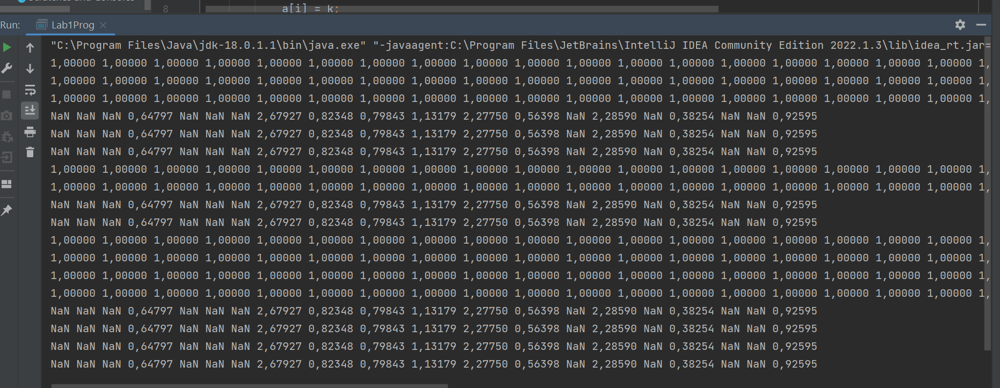 8 a[i] = k;
Run: Lab1Prog
"C:\Program Files\Java\jdk-18.0.1.1\bin\java.exe" "-javaagent:C:\Program Files\JetBrains\IntelliJ IDEA Community Edition 2022.1.3\lib\idea_rt.jar=
1,00000 1,00000 1,00000 1,00000 1,00000 1,00000 1,00000 1,00000 1,00000 1,00000 1,00000 1,00000 1,00000 1,00000 1,00000 1,00000 1,00000 1,00000 1,
1,00000 1,00000 1,00000 1,00000 1,00000 1,00000 1,00000 1,00000 1,00000 1,00000 1,00000 1,00000 1,00000 1,00000 1,00000 1,00000 1,00000 1,00000 1,
1,00000 1,00000 1,00000 1,00000 1,00000 1,00000 1,00000 1,00000 1,00000 1,00000 1,00000 1,00000 1,00000 1,00000 1,00000 1,00000 1,00000 1,00000 1,
NaN NaN NaN 0,64797 NaN NaN NaN 2,67927 0,82348 0,79843 1,13179 2,27750 0,56398 NaN 2,28590 NaN 0,38254 NaN NaN 0,92595
NaN NaN NaN 0,64797 NaN NaN NaN 2,67927 0,82348 0,79843 1,13179 2,27750 0,56398 NaN 2,28590 NaN 0,38254 NaN NaN 0,92595
NaN NaN NaN 0,64797 NaN NaN NaN 2,67927 0,82348 0,79843 1,13179 2,27750 0,56398 NaN 2,28590 NaN 0,38254 NaN NaN 0,92595
1,00000 1,00000 1,00000 1,00000 1,00000 1,00000 1,00000 1,00000 1,00000 1,00000 1,00000 1,00000 1,00000 1,00000 1,00000 1,00000 1,00000 1,00000 1,
1,00000 1,00000 1,00000 1,00000 1,00000 1,00000 1,00000 1,00000 1,00000 1,00000 1,00000 1,00000 1,00000 1,00000 1,00000 1,00000 1,00000 1,00000 1,
NaN NaN NaN 0,64797 NaN NaN NaN 2,67927 0,82348 0,79843 1,13179 2,27750 0,56398 NaN 2,28590 NaN 0,38254 NaN NaN 0,92595
NaN NaN NaN 0,64797 NaN NaN NaN 2,67927 0,82348 0,79843 1,13179 2,27750 0,56398 NaN 2,28590 NaN 0,38254 NaN NaN 0,92595
1,00000 1,00000 1,00000 1,00000 1,00000 1,00000 1,00000 1,00000 1,00000 1,00000 1,00000 1,00000 1,00000 1,00000 1,00000 1,00000 1,00000 1,00000 1,
1,00000 1,00000 1,00000 1,00000 1,00000 1,00000 1,00000 1,00000 1,00000 1,00000 1,00000 1,00000 1,00000 1,00000 1,00000 1,00000 1,00000 1,00000 1,
1,00000 1,00000 1,00000 1,00000 1,00000 1,00000 1,00000 1,00000 1,00000 1,00000 1,00000 1,00000 1,00000 1,00000 1,00000 1,00000 1,00000 1,00000 1,
1,00000 1,00000 1,00000 1,00000 1,00000 1,00000 1,00000 1,00000 1,00000 1,00000 1,00000 1,00000 1,00000 1,00000 1,00000 1,00000 1,00000 1,00000 1,
NaN NaN NaN 0,64797 NaN NaN NaN 2,67927 0,82348 0,79843 1,13179 2,27750 0,56398 NaN 2,28590 NaN 0,38254 NaN NaN 0,92595
NaN NaN NaN 0,64797 NaN NaN NaN 2,67927 0,82348 0,79843 1,13179 2,27750 0,56398 NaN 2,28590 NaN 0,38254 NaN NaN 0,92595
NaN NaN NaN 0,64797 NaN NaN NaN 2,67927 0,82348 0,79843 1,13179 2,27750 0,56398 NaN 2,28590 NaN 0,38254 NaN NaN 0,92595
NaN NaN NaN 0,64797 NaN NaN NaN 2,67927 0,82348 0,79843 1,13179 2,27750 0,56398 NaN 2,28590 NaN 0,38254 NaN NaN 0,92595